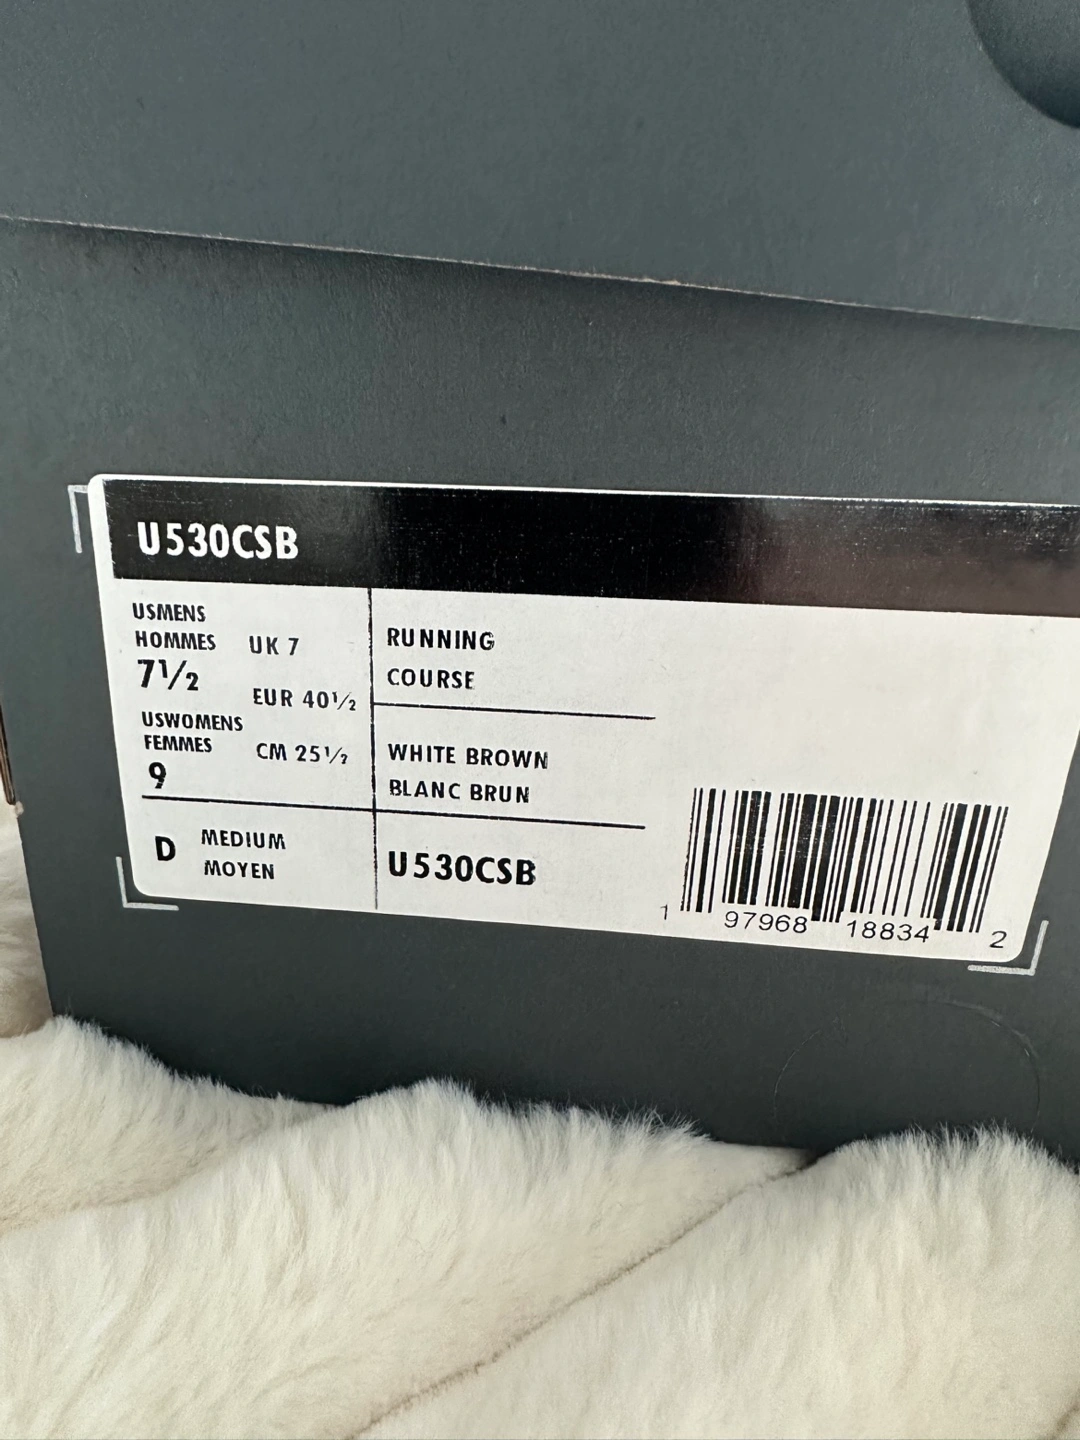 U530CSB
USMENS
HOMMES
7½
UK 7
EUR 40½
USWOMENS
FEMMES
9
CM 25½
D
MEDIUM
MOYEN
RUNNING
COURSE
WHITE BROWN
BLANC BRUN
U530CSB
1 97968 18834 2